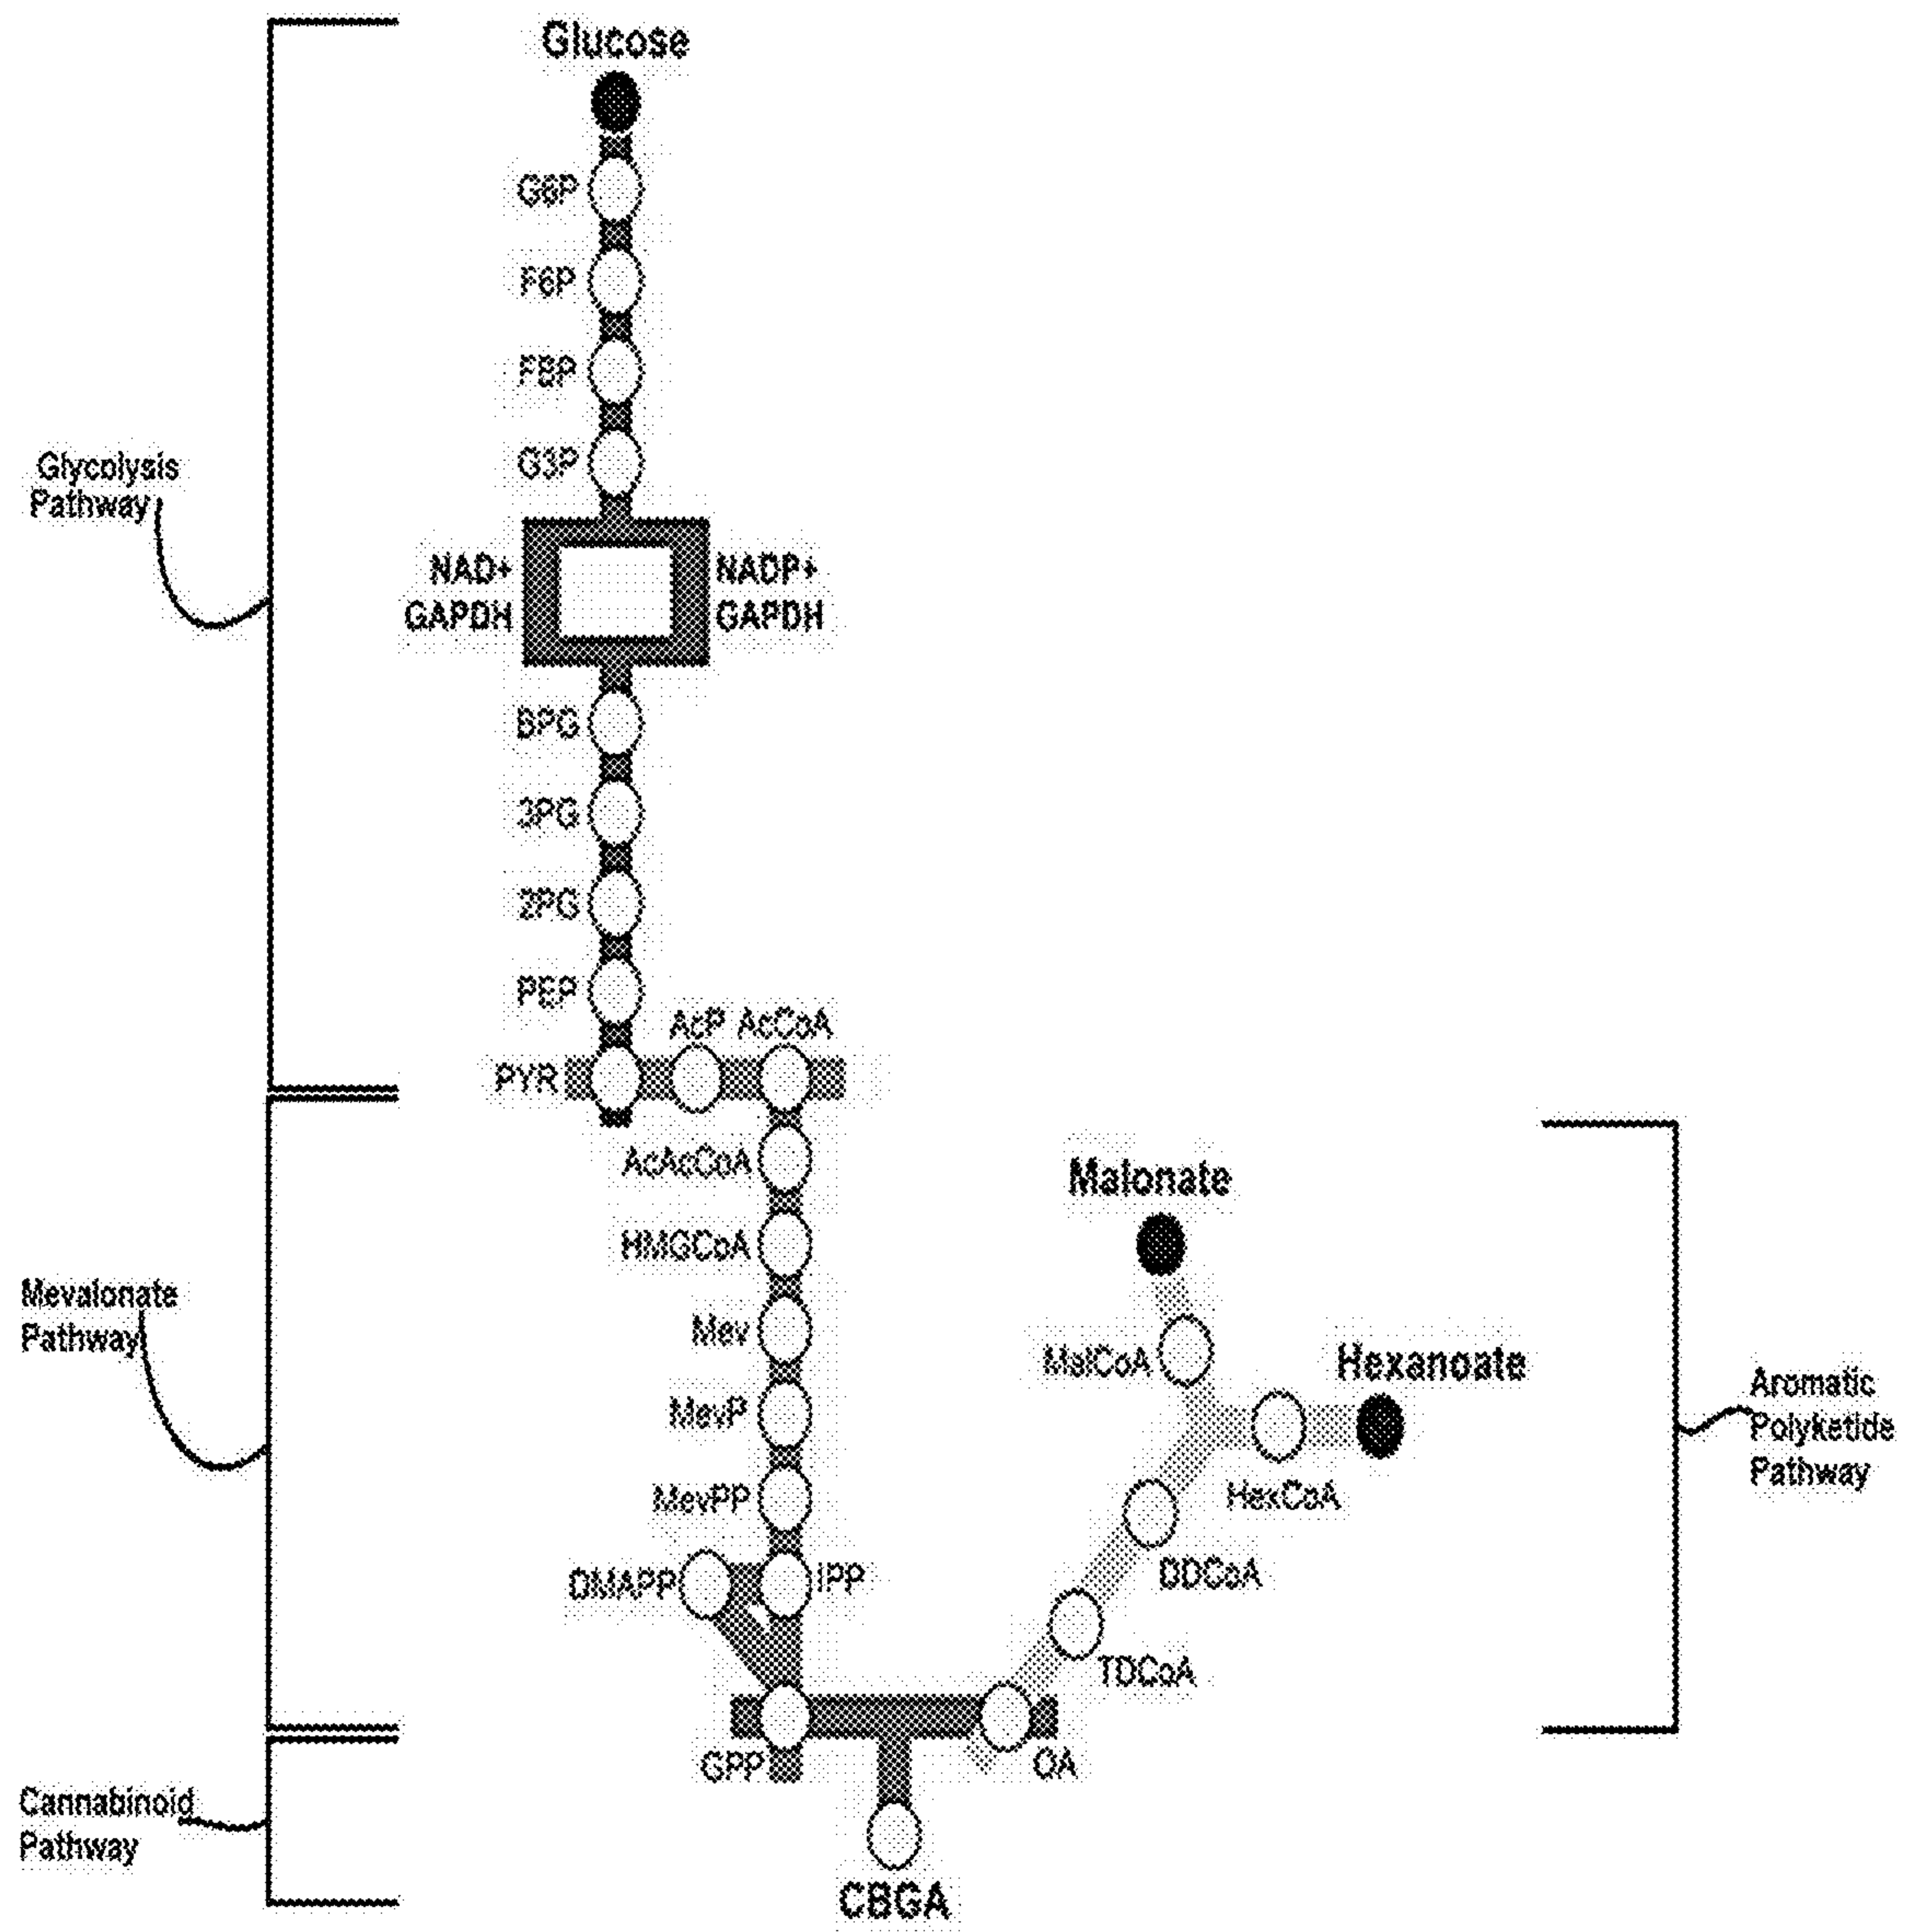 Glucose
G6P
F6P
FBP
G3P
Glycolysis
Pathway
NAD+
GAPDH
NADP+
GAPDH
BPG
3PG
2PG
PEP
AcP AcCoA
PYR
AcAcCoA
HMGCoA
Mev
MevP
MevPP
DMAPP
IPP
Mevalonate
Pathway
Malonate
MalCoA
Hexanoate
HexCoA
DDCoA
TDCoA
Aromatic
Polyketide
Pathway
GPP
OA
Cannabinoid
Pathway
CBGA